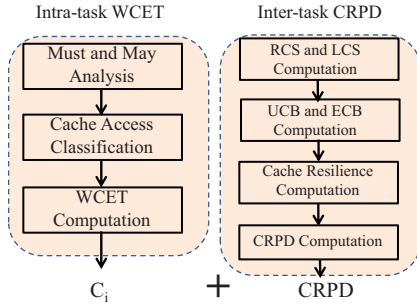 Intra-task WCET
Must and May
Analysis
Cache Access
Classification
WCET
Computation
C_i
+
Inter-task CRPD
RCS and LCS
Computation
UCB and ECB
Computation
Cache Resilience
Computation
CRPD Computation
CRPD